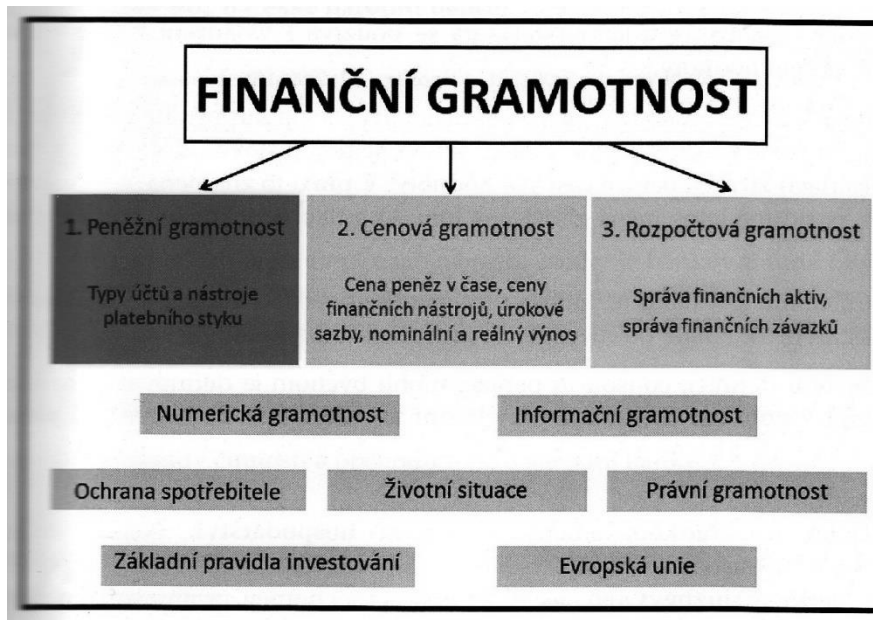 FINANČNÍ GRAMOTNOST
1. Peněžní gramotnost
Typy účtů a nástroje
platebního styku
2. Cenová gramotnost
Cena peněz v čase, ceny
finančních nástrojů, úrokové
sazby, nominální a reálný výnos
3. Rozpočtová gramotnost
Správa finančních aktiv,
správa finančních závazků
Numerická gramotnost
Informační gramotnost
Ochrana spotřebitele
Životní situace
Právní gramotnost
Základní pravidla investování
Evropská unie